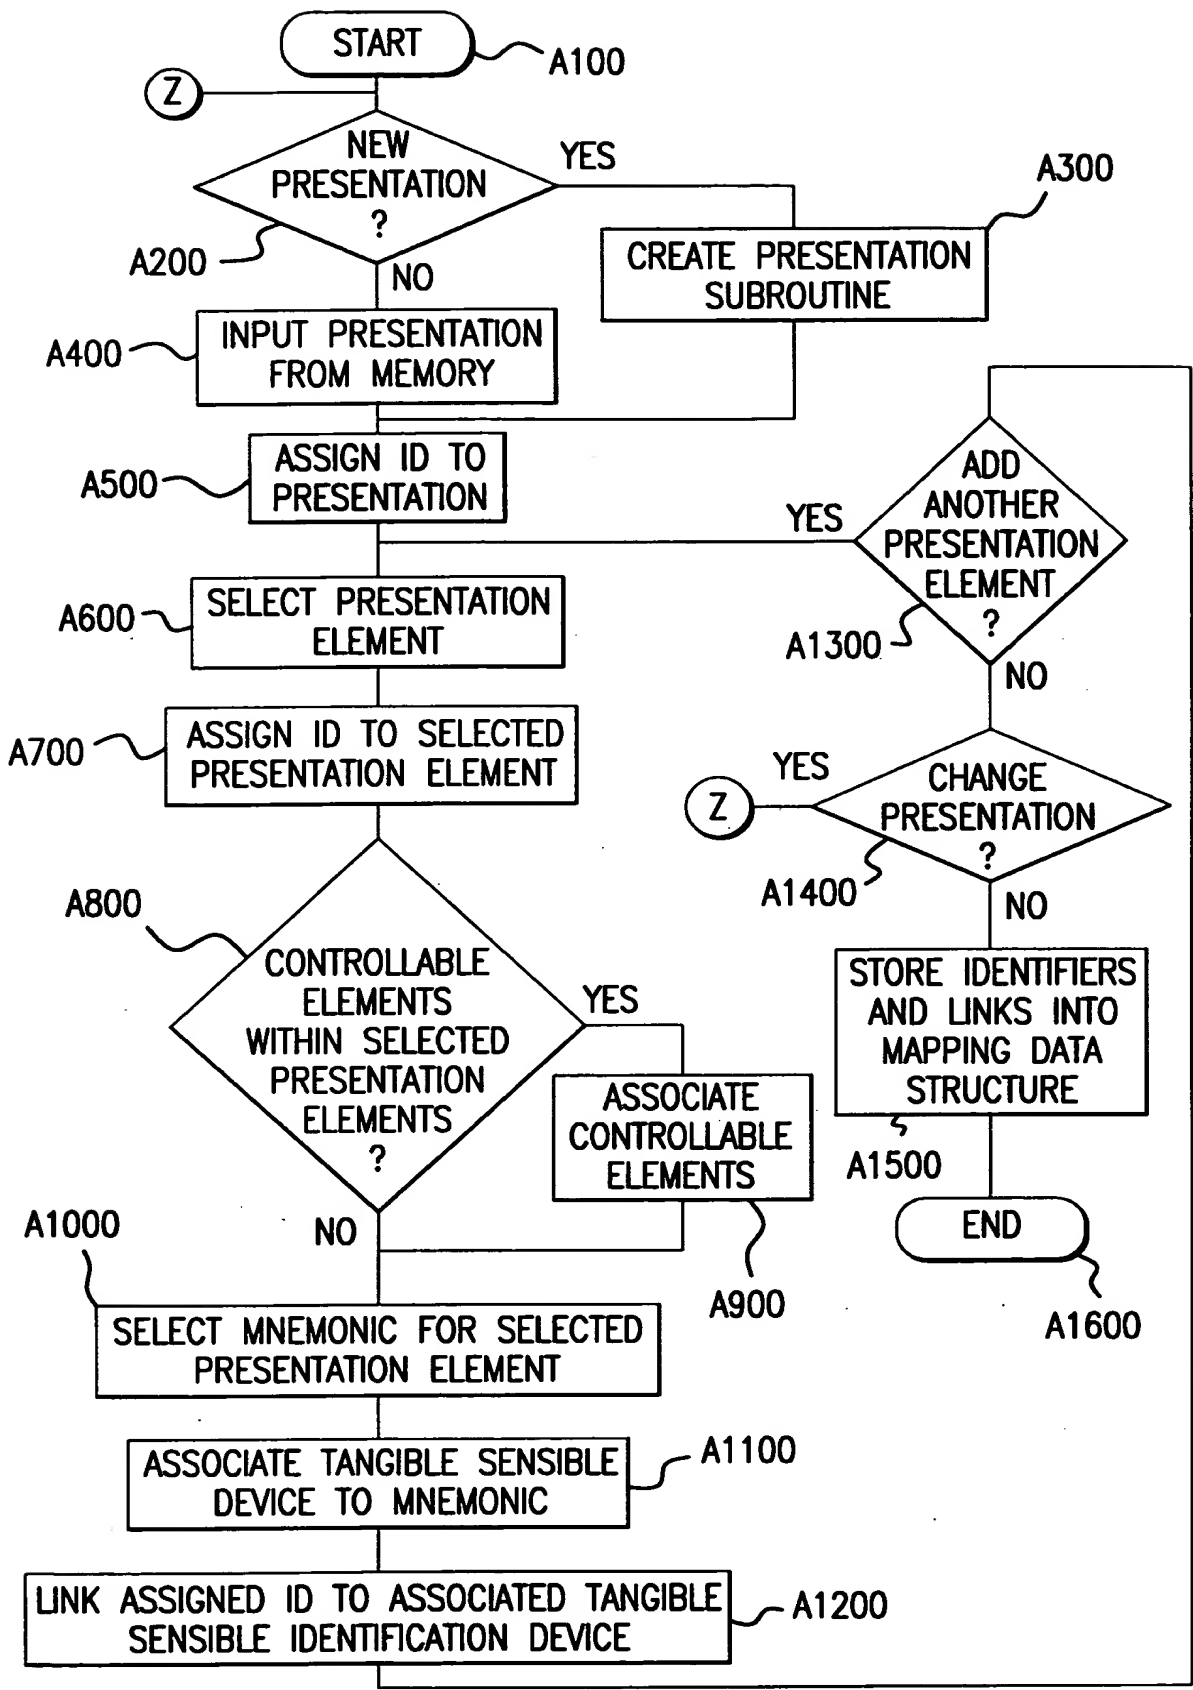 START
A100
Z
NEW
PRESENTATION
?
YES
A200
NO
A300
CREATE PRESENTATION
SUBROUTINE
A400
INPUT PRESENTATION
FROM MEMORY
A500
ASSIGN ID TO
PRESENTATION
A600
SELECT PRESENTATION
ELEMENT
A700
ASSIGN ID TO SELECTED
PRESENTATION ELEMENT
A800
CONTROLLABLE
ELEMENTS
WITHIN SELECTED
PRESENTATION
ELEMENTS
?
YES
NO
ASSOCIATE
CONTROLLABLE
ELEMENTS
A900
A1000
SELECT MNEMONIC FOR SELECTED
PRESENTATION ELEMENT
ASSOCIATE TANGIBLE SENSIBLE
DEVICE TO MNEMONIC
A1100
LINK ASSIGNED ID TO ASSOCIATED TANGIBLE
SENSIBLE IDENTIFICATION DEVICE
A1200
YES
ADD
ANOTHER
PRESENTATION
ELEMENT
?
A1300
NO
YES
Z
CHANGE
PRESENTATION
?
A1400
NO
STORE IDENTIFIERS
AND LINKS INTO
MAPPING DATA
STRUCTURE
A1500
END
A1600